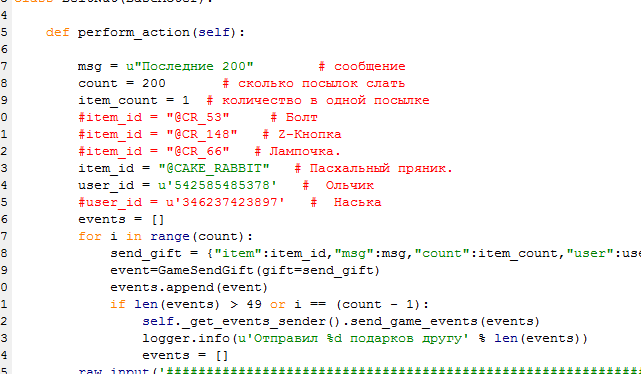 4
5 def perform_action(self):
6
7 msg = u"Последние 200" # сообщение
8 count = 200 # сколько посылок слать
9 item_count = 1 # количество в одной посылке
0 #item_id = "@CR_53" # Болт
1 #item_id = "@CR_148" # Z-Кнопка
2 #item_id = "@CR_66" # Лампочка.
3 item_id = "@CAKE_RABBIT" # Пасхальный пряник.
4 user_id = u'542585485378' # Ольчик
5 #user_id = u'346237423897' # Наська
6 events = []
7 for i in range(count):
8 send_gift = {"item":item_id,"msg":msg,"count":item_count,"user":use
9 event=GameSendGift(gift=send_gift)
0 events.append(event)
1 if len(events) > 49 or i == (count - 1):
2 self._get_events_sender().send_game_events(events)
3 logger.info(u'Отправил %d подарков другу' % len(events))
4 events = []